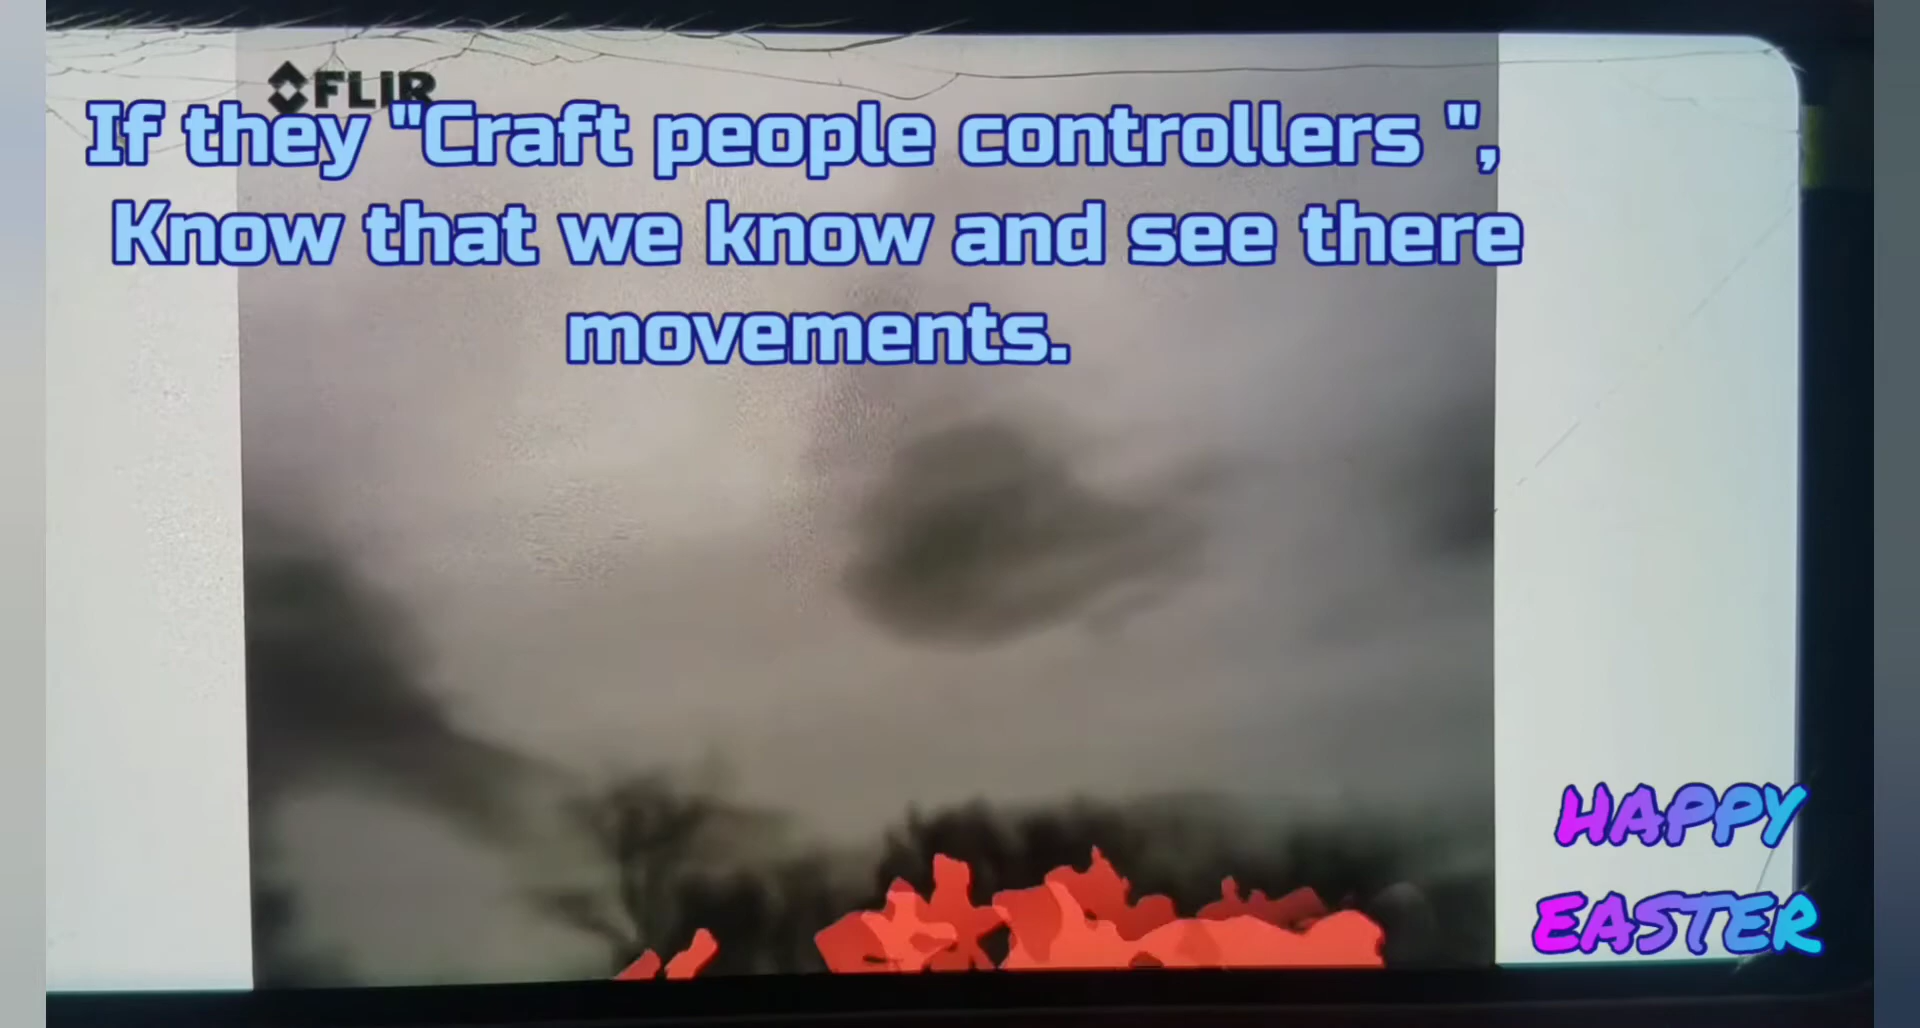 FLIR
If they "Craft people controllers ",
Know that we know and see there
movements.
HAPPY
EASTER